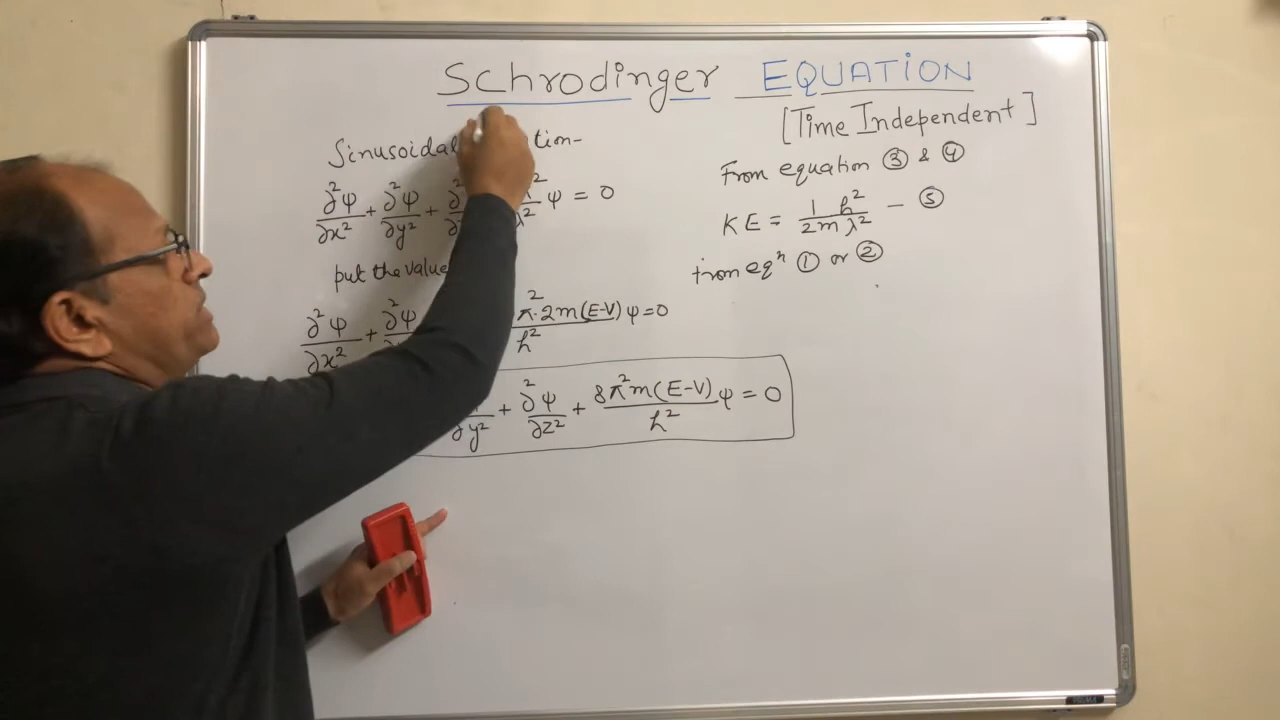 Schrodinger EQUATION
[Time Independent]
Sinusoidal
∂²ψ/∂x² + ∂²ψ/∂y² + ψ = 0
put the value
∂²ψ/∂x² + π².2m(E-V)/h² ψ=0
∂y² + ∂²ψ/∂z² + 8π²m(E-V)/h² ψ = 0
From equation ③ & ④
KE = 1/2m h²/λ² - ⑤
from eqⁿ ① or ②